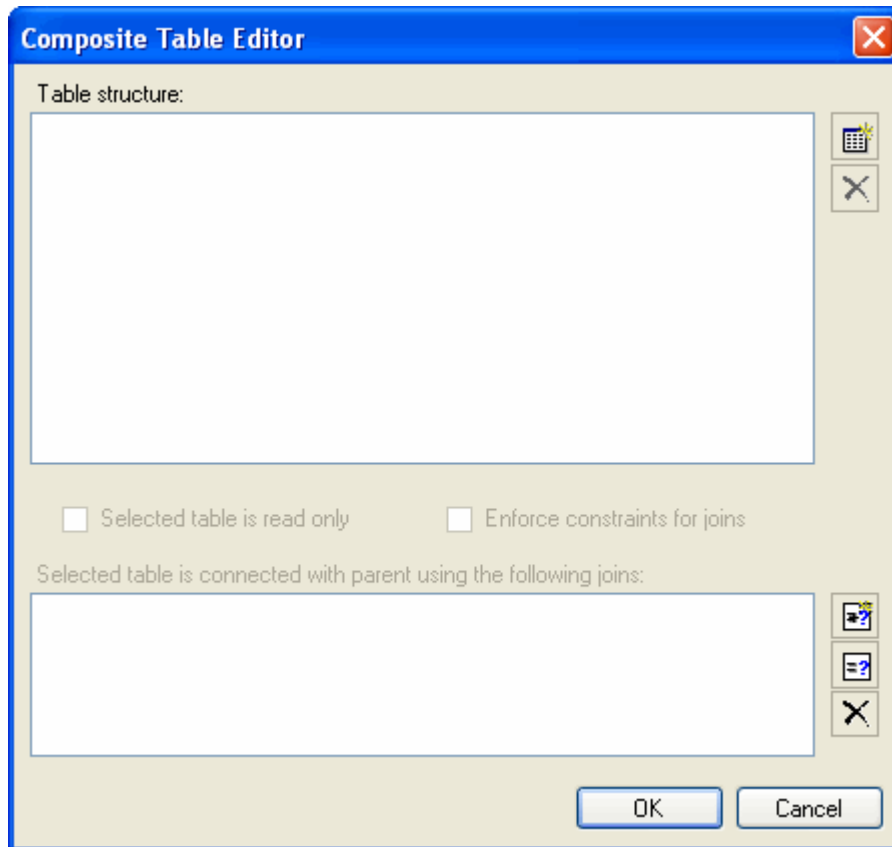 Composite Table Editor
Table structure:
Selected table is read only
Enforce constraints for joins
Selected table is connected with parent using the following joins:
OK
Cancel